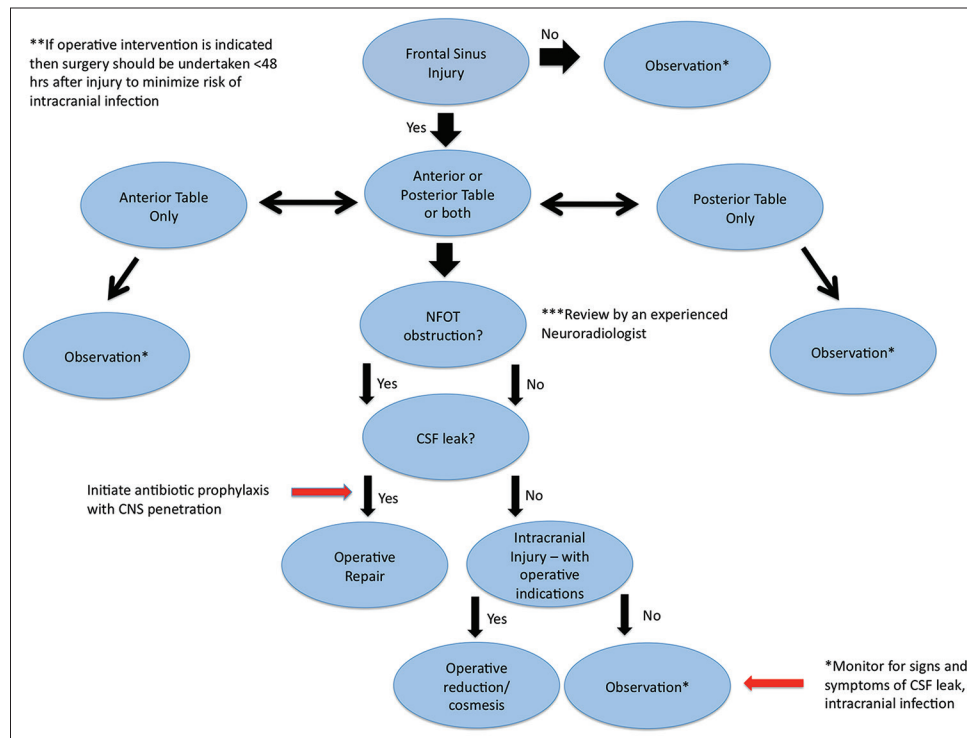 **If operative intervention is indicated
then surgery should be undertaken <48
hrs after injury to minimize risk of
intracranial infection
Frontal Sinus
Injury
No
Observation*
Yes
Anterior Table
Only
Anterior or
Posterior Table
or both
Posterior Table
Only
Observation*
NFOT
obstruction?
***Review by an experienced
Neuroradiologist
Observation*
Yes
No
CSF leak?
Initiate antibiotic prophylaxis
with CNS penetration
Yes
No
Operative
Repair
Intracranial
Injury – with
operative
indications
Yes
No
Operative
reduction/
cosmesis
Observation*
*Monitor for signs and
symptoms of CSF leak,
intracranial infection